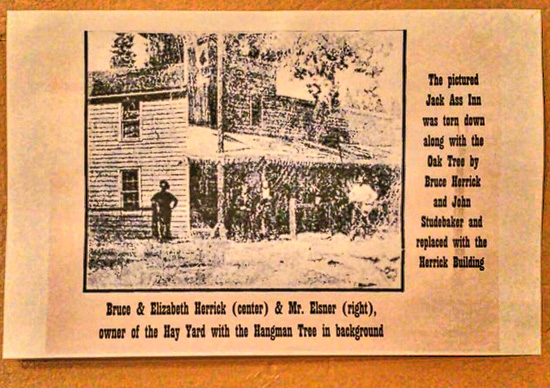 The pictured
Jack Ass Inn
was torn down
along with the
Oak Tree by
Bruce Herrick
and John
Studebaker and
replaced with the
Herrick Building
Bruce & Elizabeth Herrick (center) & Mr. Elsner (right),
owner of the Hay Yard with the Hangman Tree in background